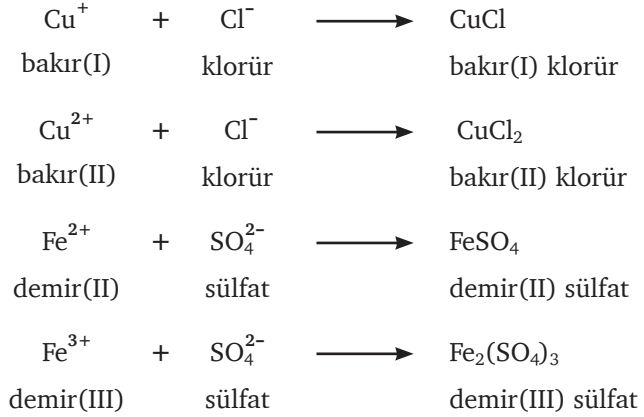 Cu⁺ + Cl⁻ ⟶ CuCl
bakır(I) klorür bakır(I) klorür
Cu²⁺ + Cl⁻ ⟶ CuCl₂
bakır(II) klorür bakır(II) klorür
Fe²⁺ + SO₄²⁻ ⟶ FeSO₄
demir(II) sülfat demir(II) sülfat
Fe³⁺ + SO₄²⁻ ⟶ Fe₂(SO₄)₃
demir(III) sülfat demir(III) sülfat